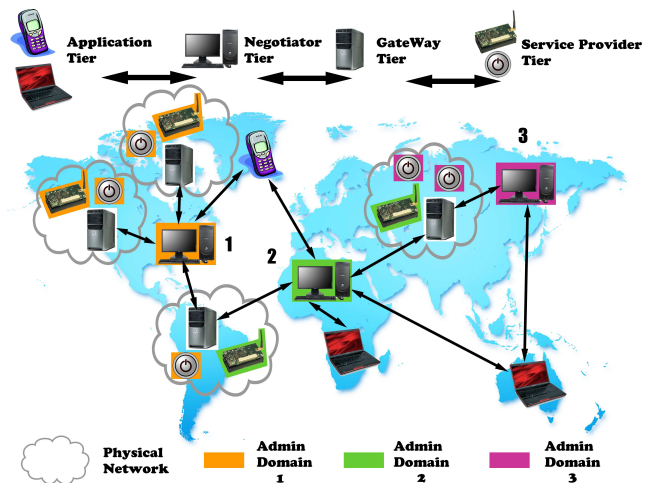 Application
Tier
Negotiator
Tier
GateWay
Tier
Service Provider
Tier
3
1
2
Physical
Network
Admin
Domain
1
Admin
Domain
2
Admin
Domain
3